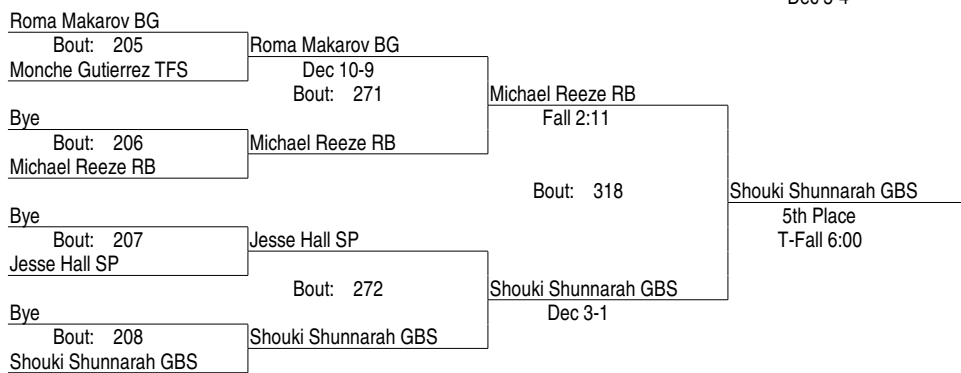 Roma Makarov BG
Bout: 205
Roma Makarov BG
Monche Gutierrez TFS
Dec 10-9
Bout: 271
Michael Reeze RB
Bye
Fall 2:11
Bout: 206
Michael Reeze RB
Michael Reeze RB
Bout: 318
Shouki Shunnarah GBS
Bye
5th Place
Bout: 207
Jesse Hall SP
T-Fall 6:00
Jesse Hall SP
Bout: 272
Shouki Shunnarah GBS
Bye
Dec 3-1
Bout: 208
Shouki Shunnarah GBS
Shouki Shunnarah GBS